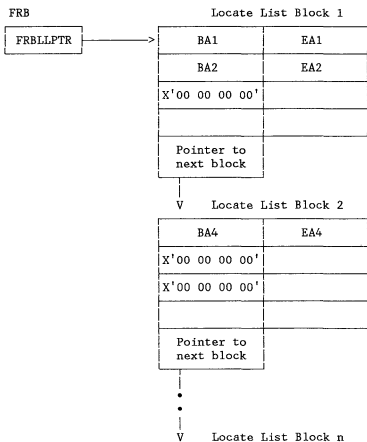 FRB Locate List Block 1
FRBLLPTR BA1 EA1
BA2 EA2
X'00 00 00 00'
Pointer to
next block
V Locate List Block 2
BA4 EA4
X'00 00 00 00'
X'00 00 00 00'
Pointer to
next block
V Locate List Block n